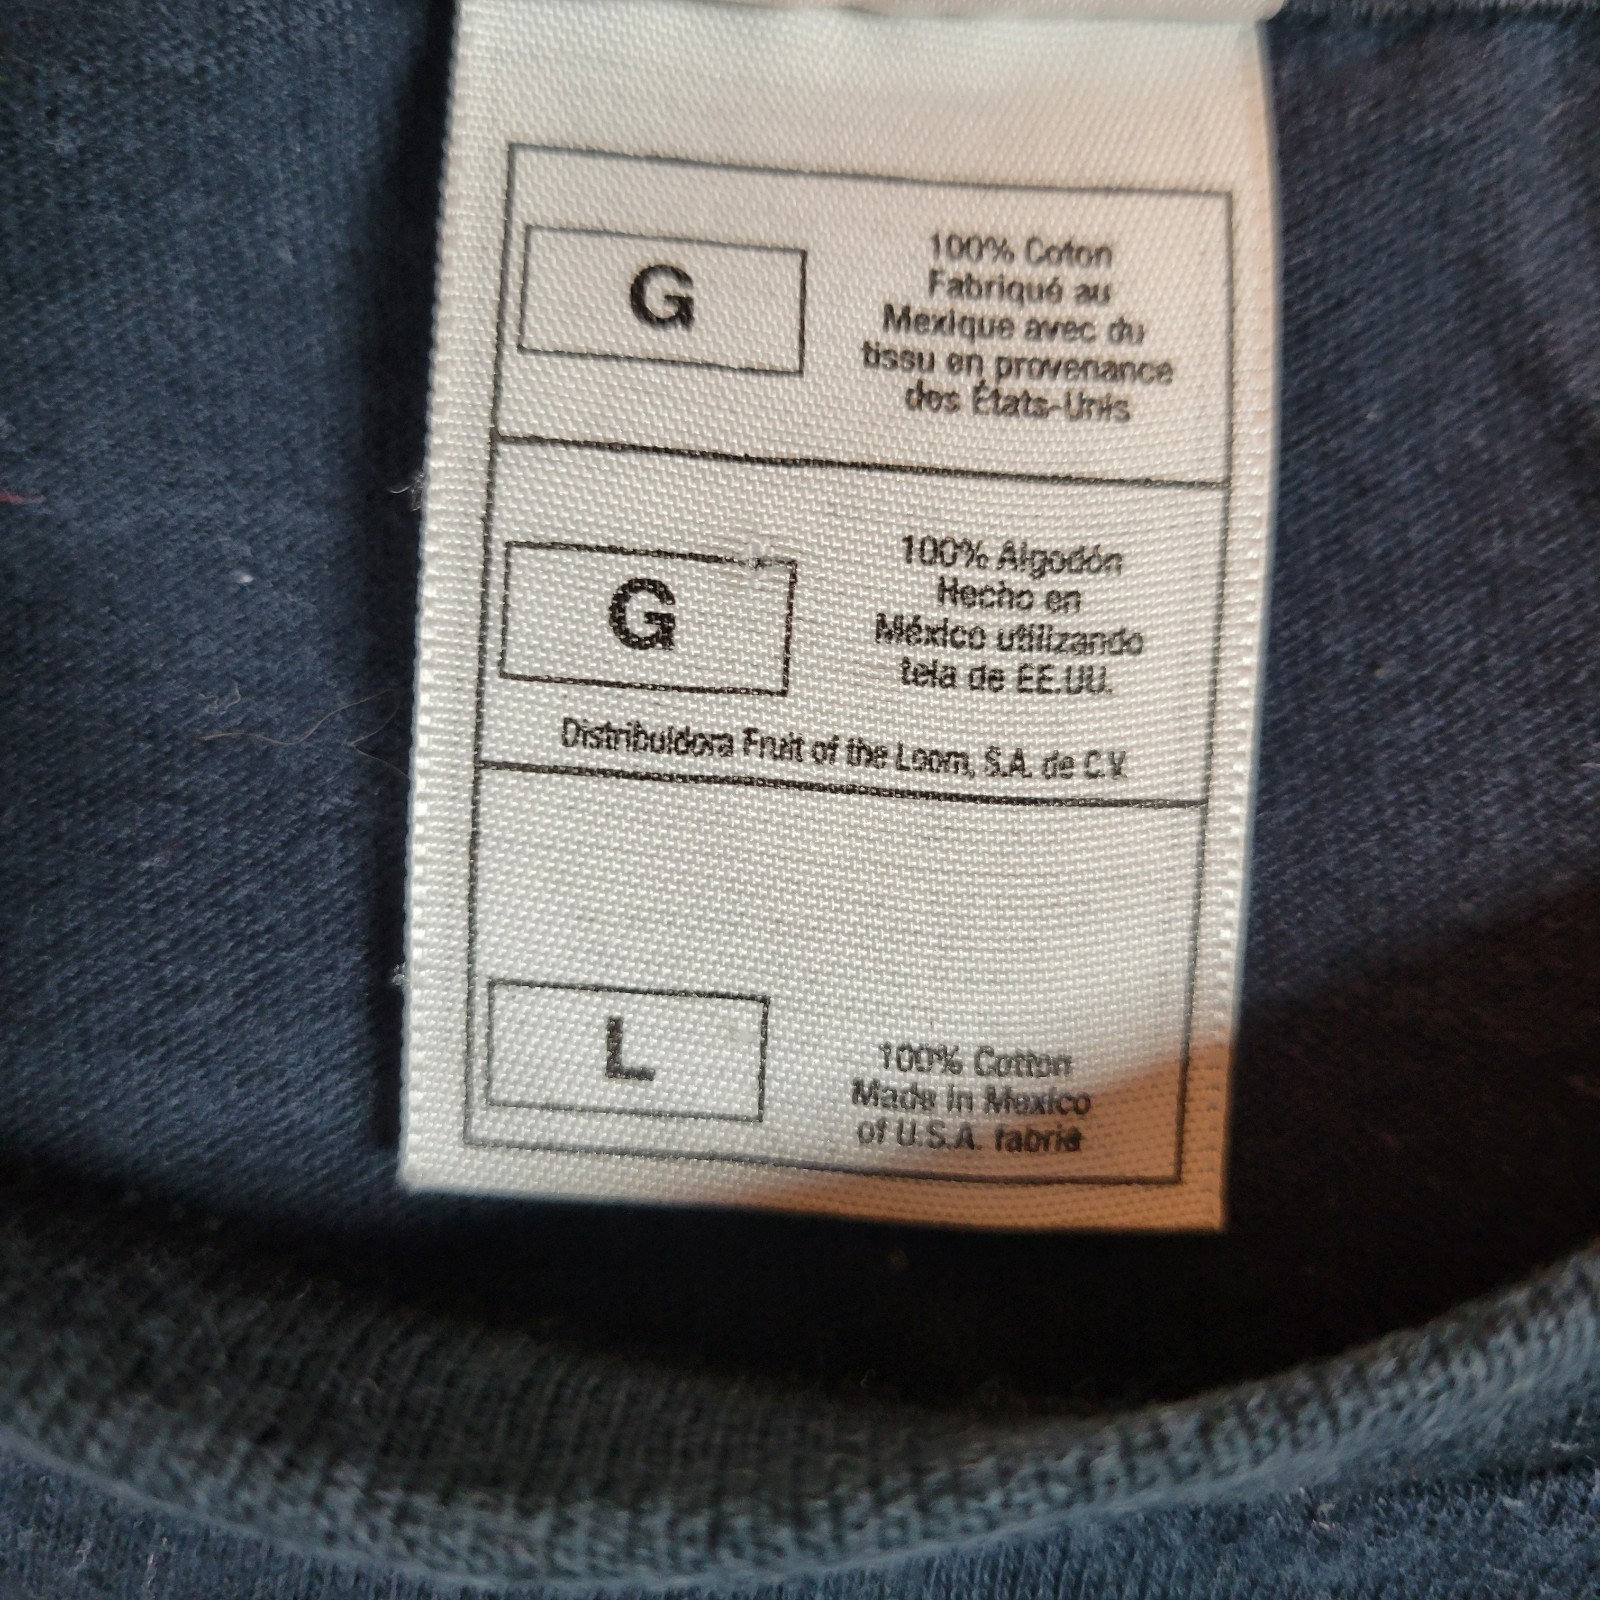 G
100% Coton
Fabriqué au
Mexique avec du
tissu en provenance
des États-Unis
G
100% Algodón
Hecho en
México utilizando
tela de EE.UU.
Distribuidora Fruit of the Loom, S.A. de C.V.
L
100% Cotton
Made in Mexico
of U.S.A. fabric